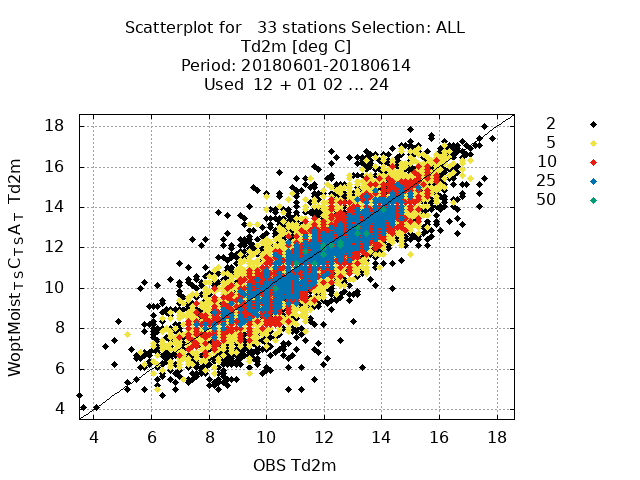 Scatterplot for 33 stations Selection: ALL
Td2m [deg C]
Period: 20180601-20180614
Used 12 + 01 02 ... 24
2
5
10
25
50
18
16
14
12
10
8
6
4
WoptMoist_T S C_T S A_T Td2m
4 6 8 10 12 14 16 18
OBS Td2m